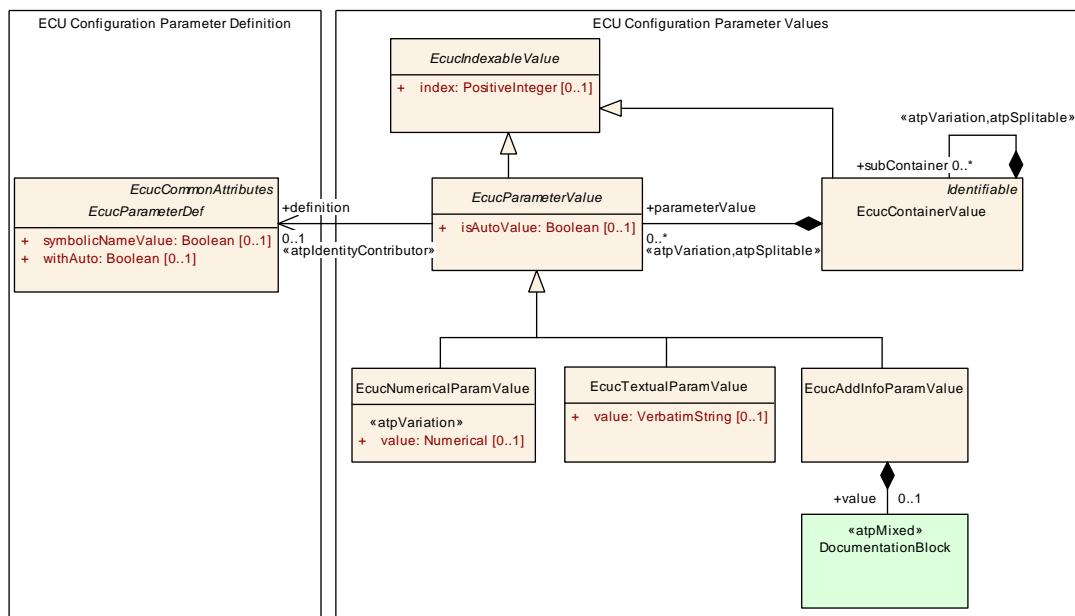 ECU Configuration Parameter Definition
ECU Configuration Parameter Values
EcucIndexableValue
+ index: PositiveInteger [0..1]
«atpVariation,atpSplitable»
+subContainer 0..*
EcucCommonAttributes
EcucParameterDef
+ symbolicNameValue: Boolean [0..1]
+ withAuto: Boolean [0..1]
+definition
0..1
«atpIdentityContributor»
EcucParameterValue
+ isAutoValue: Boolean [0..1]
+parameterValue
0..*
«atpVariation,atpSplitable»
Identifiable
EcucContainerValue
EcucNumericalParamValue
«atpVariation»
+ value: Numerical [0..1]
EcucTextualParamValue
+ value: VerbatimString [0..1]
EcucAddInfoParamValue
+value 0..1
«atpMixed»
DocumentationBlock